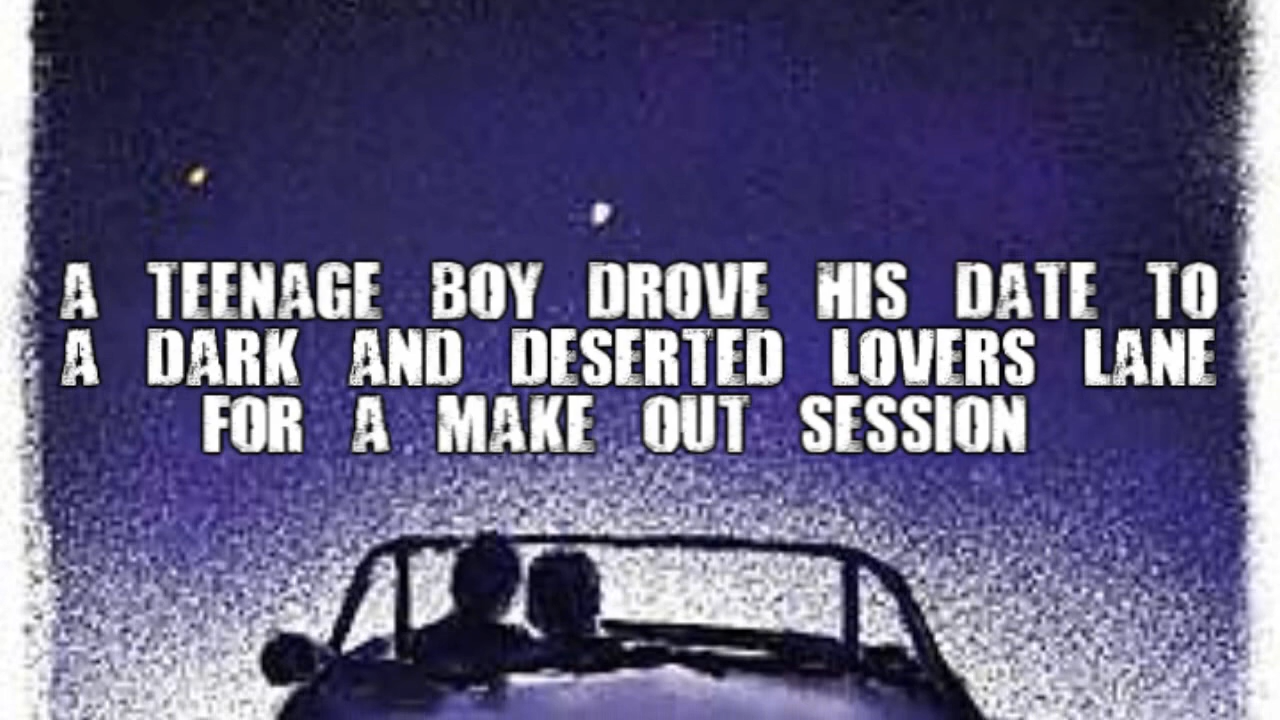 A TEENAGE BOY DROVE HIS DATE TO
A DARK AND DESERTED LOVERS LANE
FOR A MAKE OUT SESSION